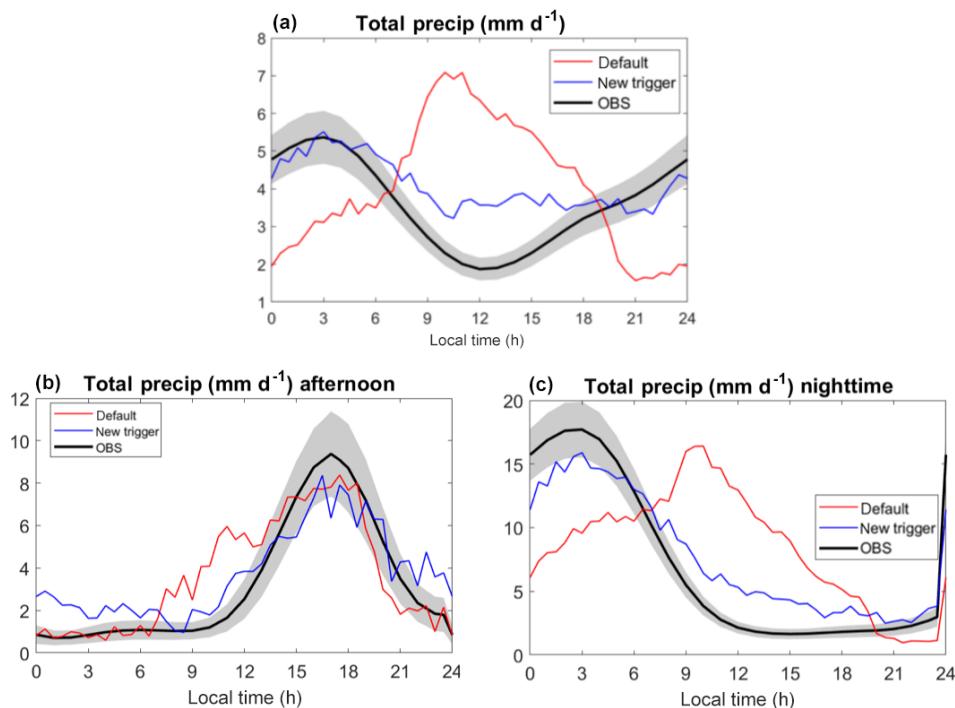 (a) Total precip (mm d⁻¹)
8
7
6
5
4
3
2
1
Default
New trigger
OBS
0 3 6 9 12 15 18 21 24
Local time (h)
(b) Total precip (mm d⁻¹) afternoon
12
10
8
6
4
2
0
Default
New trigger
OBS
0 3 6 9 12 15 18 21 24
Local time (h)
(c) Total precip (mm d⁻¹) nighttime
20
15
10
5
0
Default
New trigger
OBS
0 3 6 9 12 15 18 21 24
Local time (h)